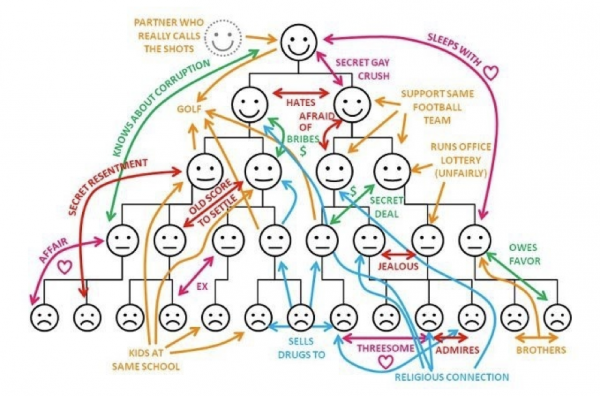 PARTNER WHO
REALLY CALLS
THE SHOTS
SLEEPS WITH
KNOWS ABOUT CORRUPTION
SECRET GAY
CRUSH
GOLF
HATES
SUPPORT SAME
FOOTBALL
TEAM
AFRAID
OF
BRIBES
$
RUNS OFFICE
LOTTERY
(UNFAIRLY)
SECRET RESENTMENT
OLD SCORE
TO SETTLE
$
SECRET
DEAL
AFFAIR
JEALOUS
OWES
FAVOR
EX
KIDS AT
SAME SCHOOL
SELLS
DRUGS TO
THREESOME
ADMIRES
BROTHERS
RELIGIOUS CONNECTION